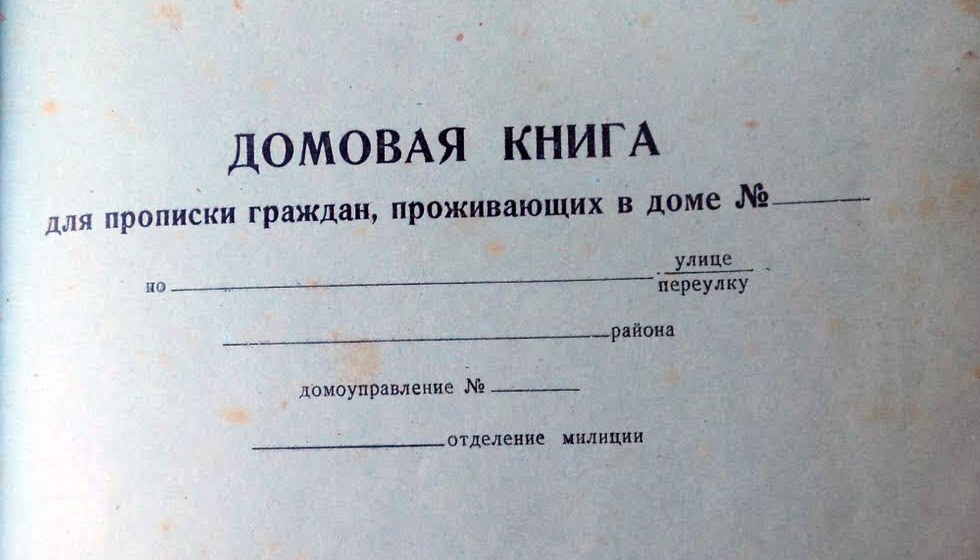 ДОМОВАЯ КНИГА
для прописки граждан, проживающих в доме №
по улице
переулку
района
домоуправление №
отделение милиции